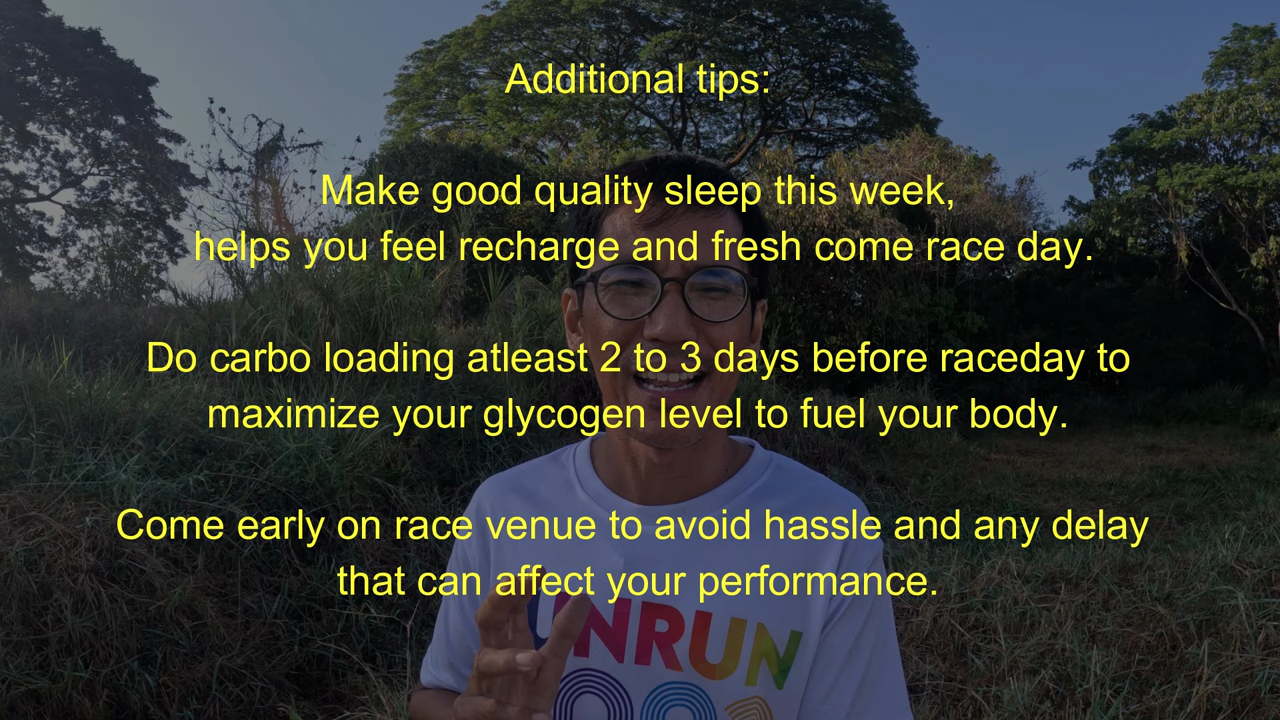 Additional tips:
Make good quality sleep this week,
helps you feel recharge and fresh come race day.
Do carbo loading atleast 2 to 3 days before raceday to
maximize your glycogen level to fuel your body.
Come early on race venue to avoid hassle and any delay
that can affect your performance.
UNRUN